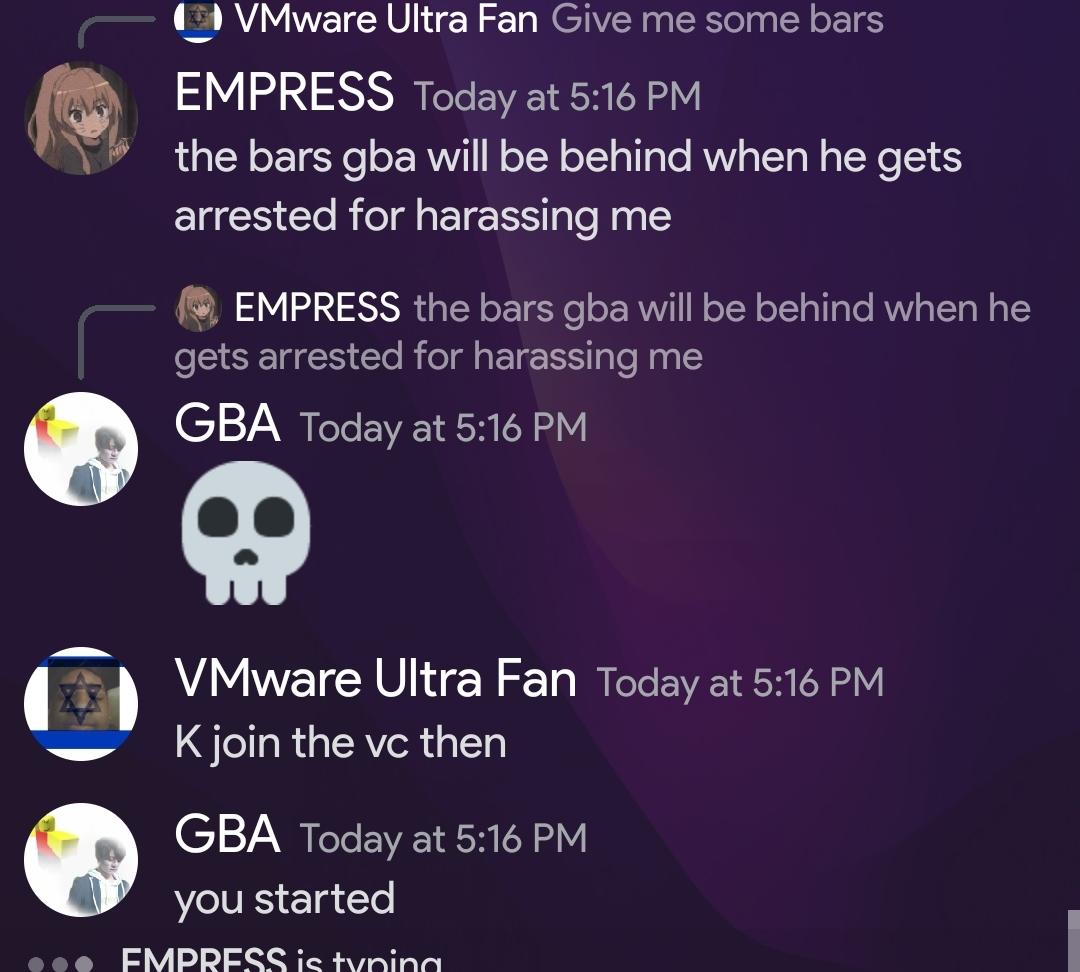 VMware Ultra Fan Give me some bars
EMPRESS Today at 5:16 PM
the bars gba will be behind when he gets
arrested for harassing me
EMPRESS the bars gba will be behind when he
gets arrested for harassing me
GBA Today at 5:16 PM
VMware Ultra Fan Today at 5:16 PM
K join the vc then
GBA Today at 5:16 PM
you started
EMPRESS is typing